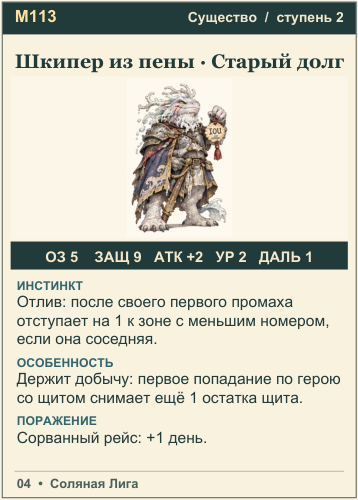 М113
Существо / ступень 2
Шкипер из пены · Старый долг
IOU
ОЗ 5 ЗАЩ 9 АТК +2 УР 2 ДАЛЬ 1
ИНСТИНКТ
Отлив: после своего первого промаха
отступает на 1 к зоне с меньшим номером,
если она соседняя.
ОСОБЕННОСТЬ
Держит добычу: первое попадание по герою
со щитом снимает ещё 1 остатка щита.
ПОРАЖЕНИЕ
Сорванный рейс: +1 день.
04 • Соляная Лига